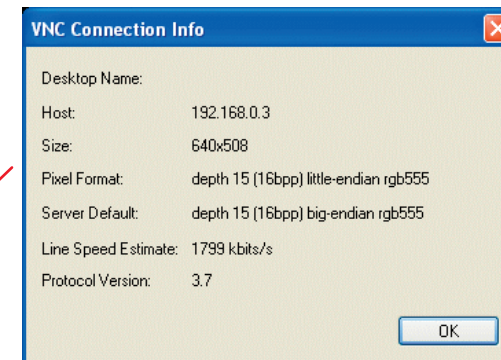 VNC Connection Info
Desktop Name:
Host: 192.168.0.3
Size: 640x508
Pixel Format: depth 15 (16bpp) little-endian rgb555
Server Default: depth 15 (16bpp) big-endian rgb555
Line Speed Estimate: 1799 kbits/s
Protocol Version: 3.7
OK